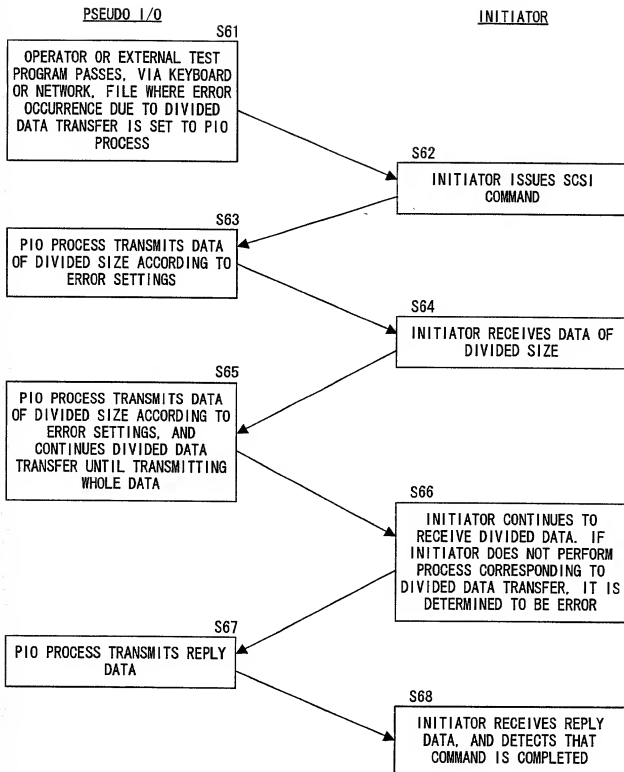 PSEUDO I/O
INITIATOR
S61
OPERATOR OR EXTERNAL TEST
PROGRAM PASSES, VIA KEYBOARD
OR NETWORK, FILE WHERE ERROR
OCCURRENCE DUE TO DIVIDED
DATA TRANSFER IS SET TO PIO
PROCESS
S62
INITIATOR ISSUES SCSI
COMMAND
S63
PIO PROCESS TRANSMITS DATA
OF DIVIDED SIZE ACCORDING TO
ERROR SETTINGS
S64
INITIATOR RECEIVES DATA OF
DIVIDED SIZE
S65
PIO PROCESS TRANSMITS DATA
OF DIVIDED SIZE ACCORDING TO
ERROR SETTINGS, AND
CONTINUES DIVIDED DATA
TRANSFER UNTIL TRANSMITTING
WHOLE DATA
S66
INITIATOR CONTINUES TO
RECEIVE DIVIDED DATA. IF
INITIATOR DOES NOT PERFORM
PROCESS CORRESPONDING TO
DIVIDED DATA TRANSFER, IT IS
DETERMINED TO BE ERROR
S67
PIO PROCESS TRANSMITS REPLY
DATA
S68
INITIATOR RECEIVES REPLY
DATA, AND DETECTS THAT
COMMAND IS COMPLETED